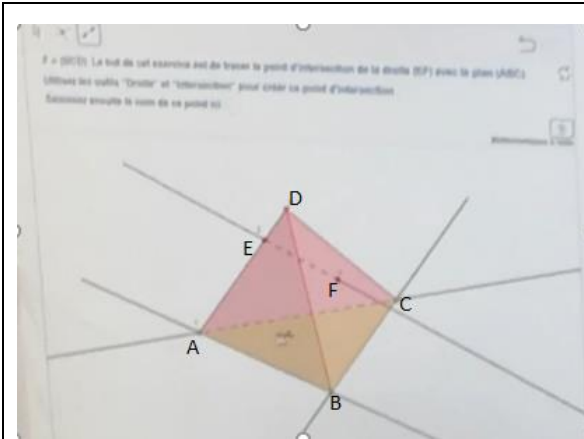 F ∈ (BCD). Le but de cet exercice est de tracer le point d'intersection de la droite (EF) avec le plan (ABC).
Utilisez les outils "Droite" et "Intersection" pour créer ce point d'intersection.
Saisissez ensuite le nom de ce point ici
D
E
F
C
A
B